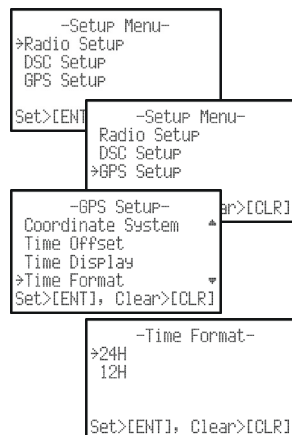 -Setup Menu-
→Radio Setup
DSC Setup
GPS Setup
Set>[ENT
-Setup Menu-
Radio Setup
DSC Setup
→GPS Setup
ar>[CLR]
-GPS Setup-
Coordinate System ▲
Time Offset
Time Display
→Time Format ▼
Set>[ENT], Clear>[CLR]
-Time Format-
→24H
12H
Set>[ENT], Clear>[CLR]